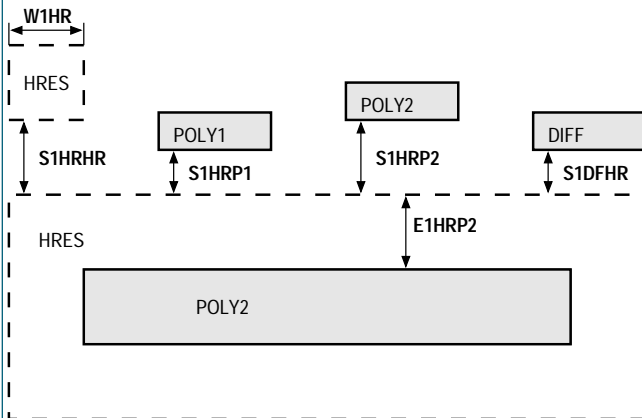 W1HR
HRES
POLY1
POLY2
DIFF
S1HRHR
S1HRP1
S1HRP2
S1DFHR
HRES
E1HRP2
POLY2